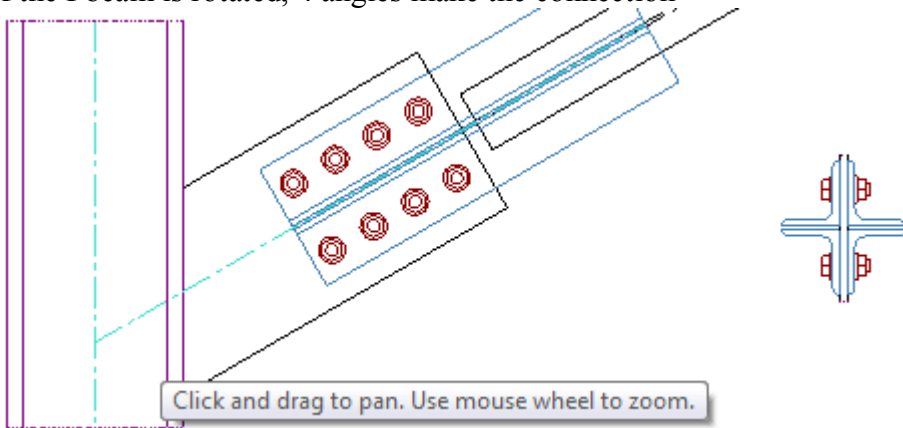 the I beam is rotated, 4 angles make the connection
Click and drag to pan. Use mouse wheel to zoom.